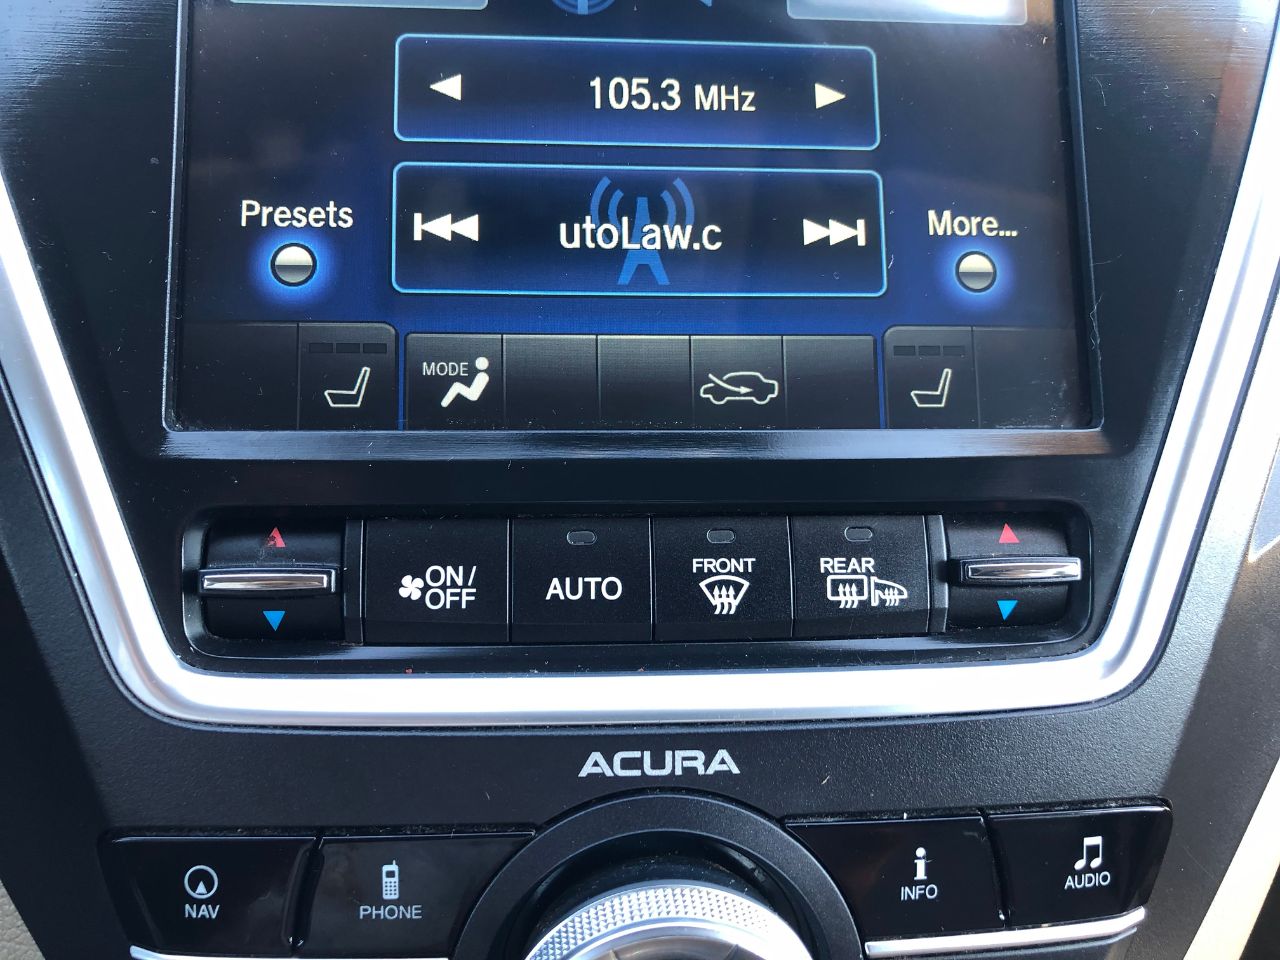 105.3 MHz
Presets
utoLaw.c
More...
MODE
ON/
OFF
AUTO
FRONT
REAR
ACURA
NAV
PHONE
INFO
AUDIO